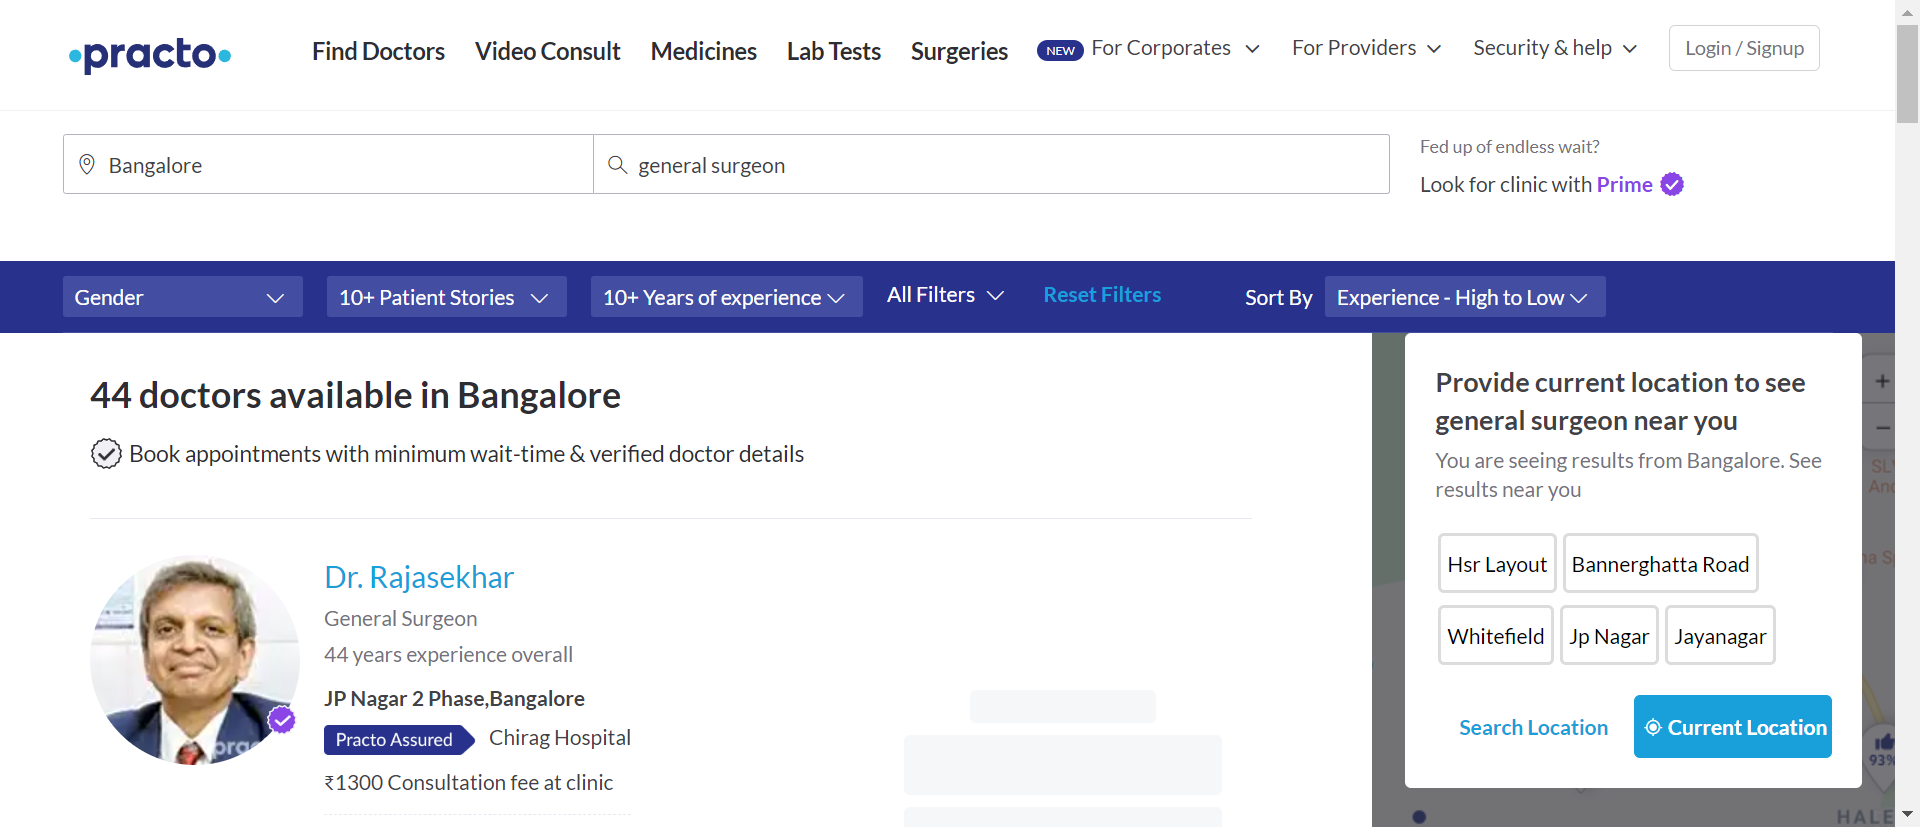 practo
Find Doctors
Video Consult
Medicines
Lab Tests
Surgeries
NEW For Corporates
For Providers
Security & help
Login / Signup
Bangalore
general surgeon
Fed up of endless wait?
Look for clinic with Prime
Gender
10+ Patient Stories
10+ Years of experience
All Filters
Reset Filters
Sort By
Experience - High to Low
44 doctors available in Bangalore
Book appointments with minimum wait-time & verified doctor details
Dr. Rajasekhar
General Surgeon
44 years experience overall
JP Nagar 2 Phase,Bangalore
Practo Assured Chirag Hospital
₹1300 Consultation fee at clinic
Provide current location to see
general surgeon near you
You are seeing results from Bangalore. See
results near you
Hsr Layout
Bannerghatta Road
Whitefield
Jp Nagar
Jayanagar
Search Location
Current Location
+
−
93%
HALE